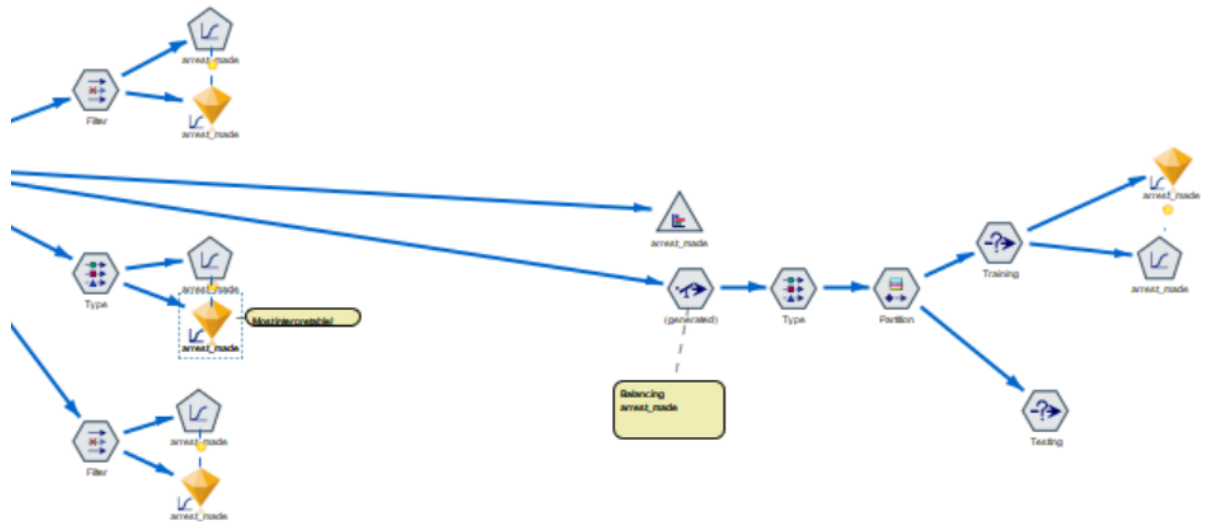 arrest_made
Filter
arrest_made
arrest_made
arrest_made
Training
arrest_made
arrest_made
Type
Most interpretable!
arrest_made
(generated)
Type
Partition
Balancing
arrest_made
arrest_made
Filter
Testing
arrest_made